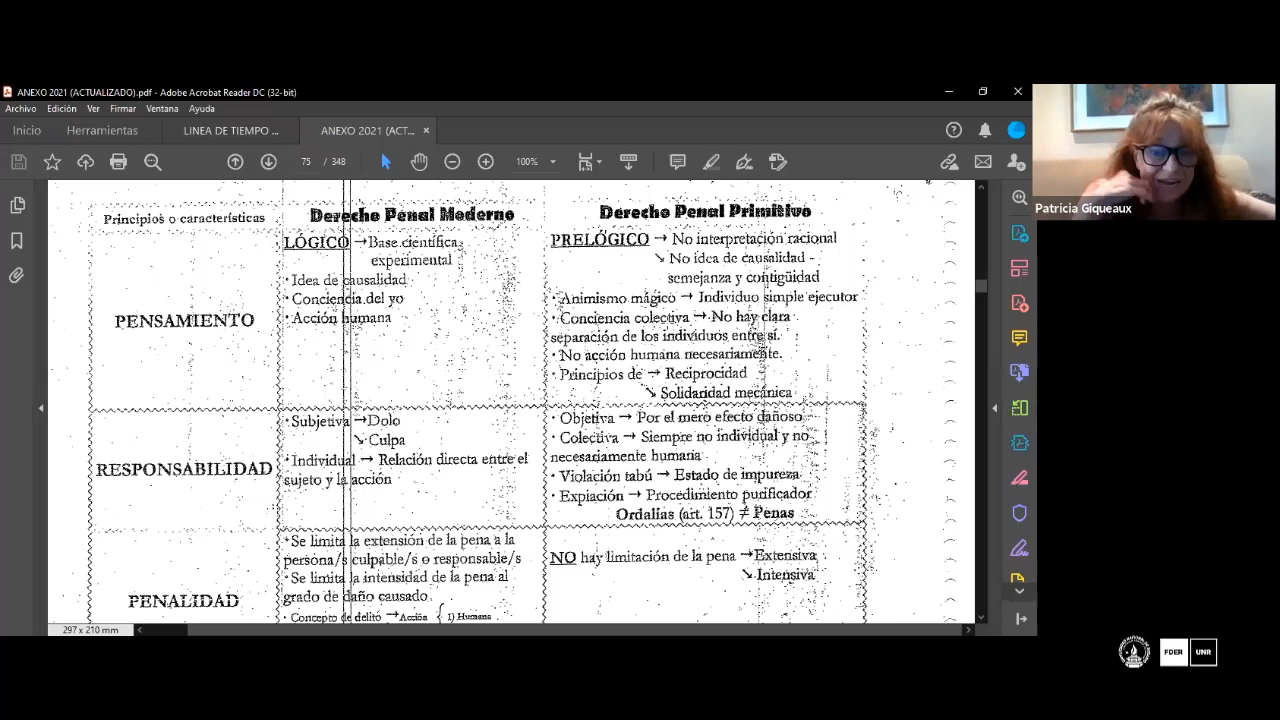 ANEXO 2021 (ACTUALIZADO).pdf - Adobe Acrobat Reader DC (32-bit)
Archivo Edición Ver Firmar Ventana Ayuda
Inicio Herramientas LINEA DE TIEMPO ... ANEXO 2021 (ACT... ×
75 / 348 100%
Patricia Giqueaux
Principios o características
Derecho Penal Moderno
Derecho Penal Primitivo
PENSAMIENTO
LÓGICO → Base científica
experimental
· Idea de causalidad
· Conciencia del yo
· Acción humana
PRELÓGICO → No interpretación racional
↘ No idea de causalidad -
semejanza y contigüidad
· Animismo mágico → Individuo simple ejecutor
· Conciencia colectiva → No hay clara
separación de los individuos entre sí.
· No acción humana necesariamente.
· Principios de → Reciprocidad
↘ Solidaridad mecánica
RESPONSABILIDAD
· Subjetiva → Dolo
↘ Culpa
· Individual → Relación directa entre el
sujeto y la acción
· Objetiva → Por el mero efecto dañoso
· Colectiva → Siempre no individual y no
necesariamente humana
· Violación tabú → Estado de impureza
· Expiación → Procedimiento purificador
Ordalías (art. 157) ≠ Penas
PENALIDAD
· Se limita la extensión de la pena a la
persona/s culpable/s o responsable/s
· Se limita la intensidad de la pena al
grado de daño causado
· Concepto de delito → Acción { 1) Humana
NO hay limitación de la pena → Extensiva
↘ Intensiva
297 x 210 mm
FDER UNR